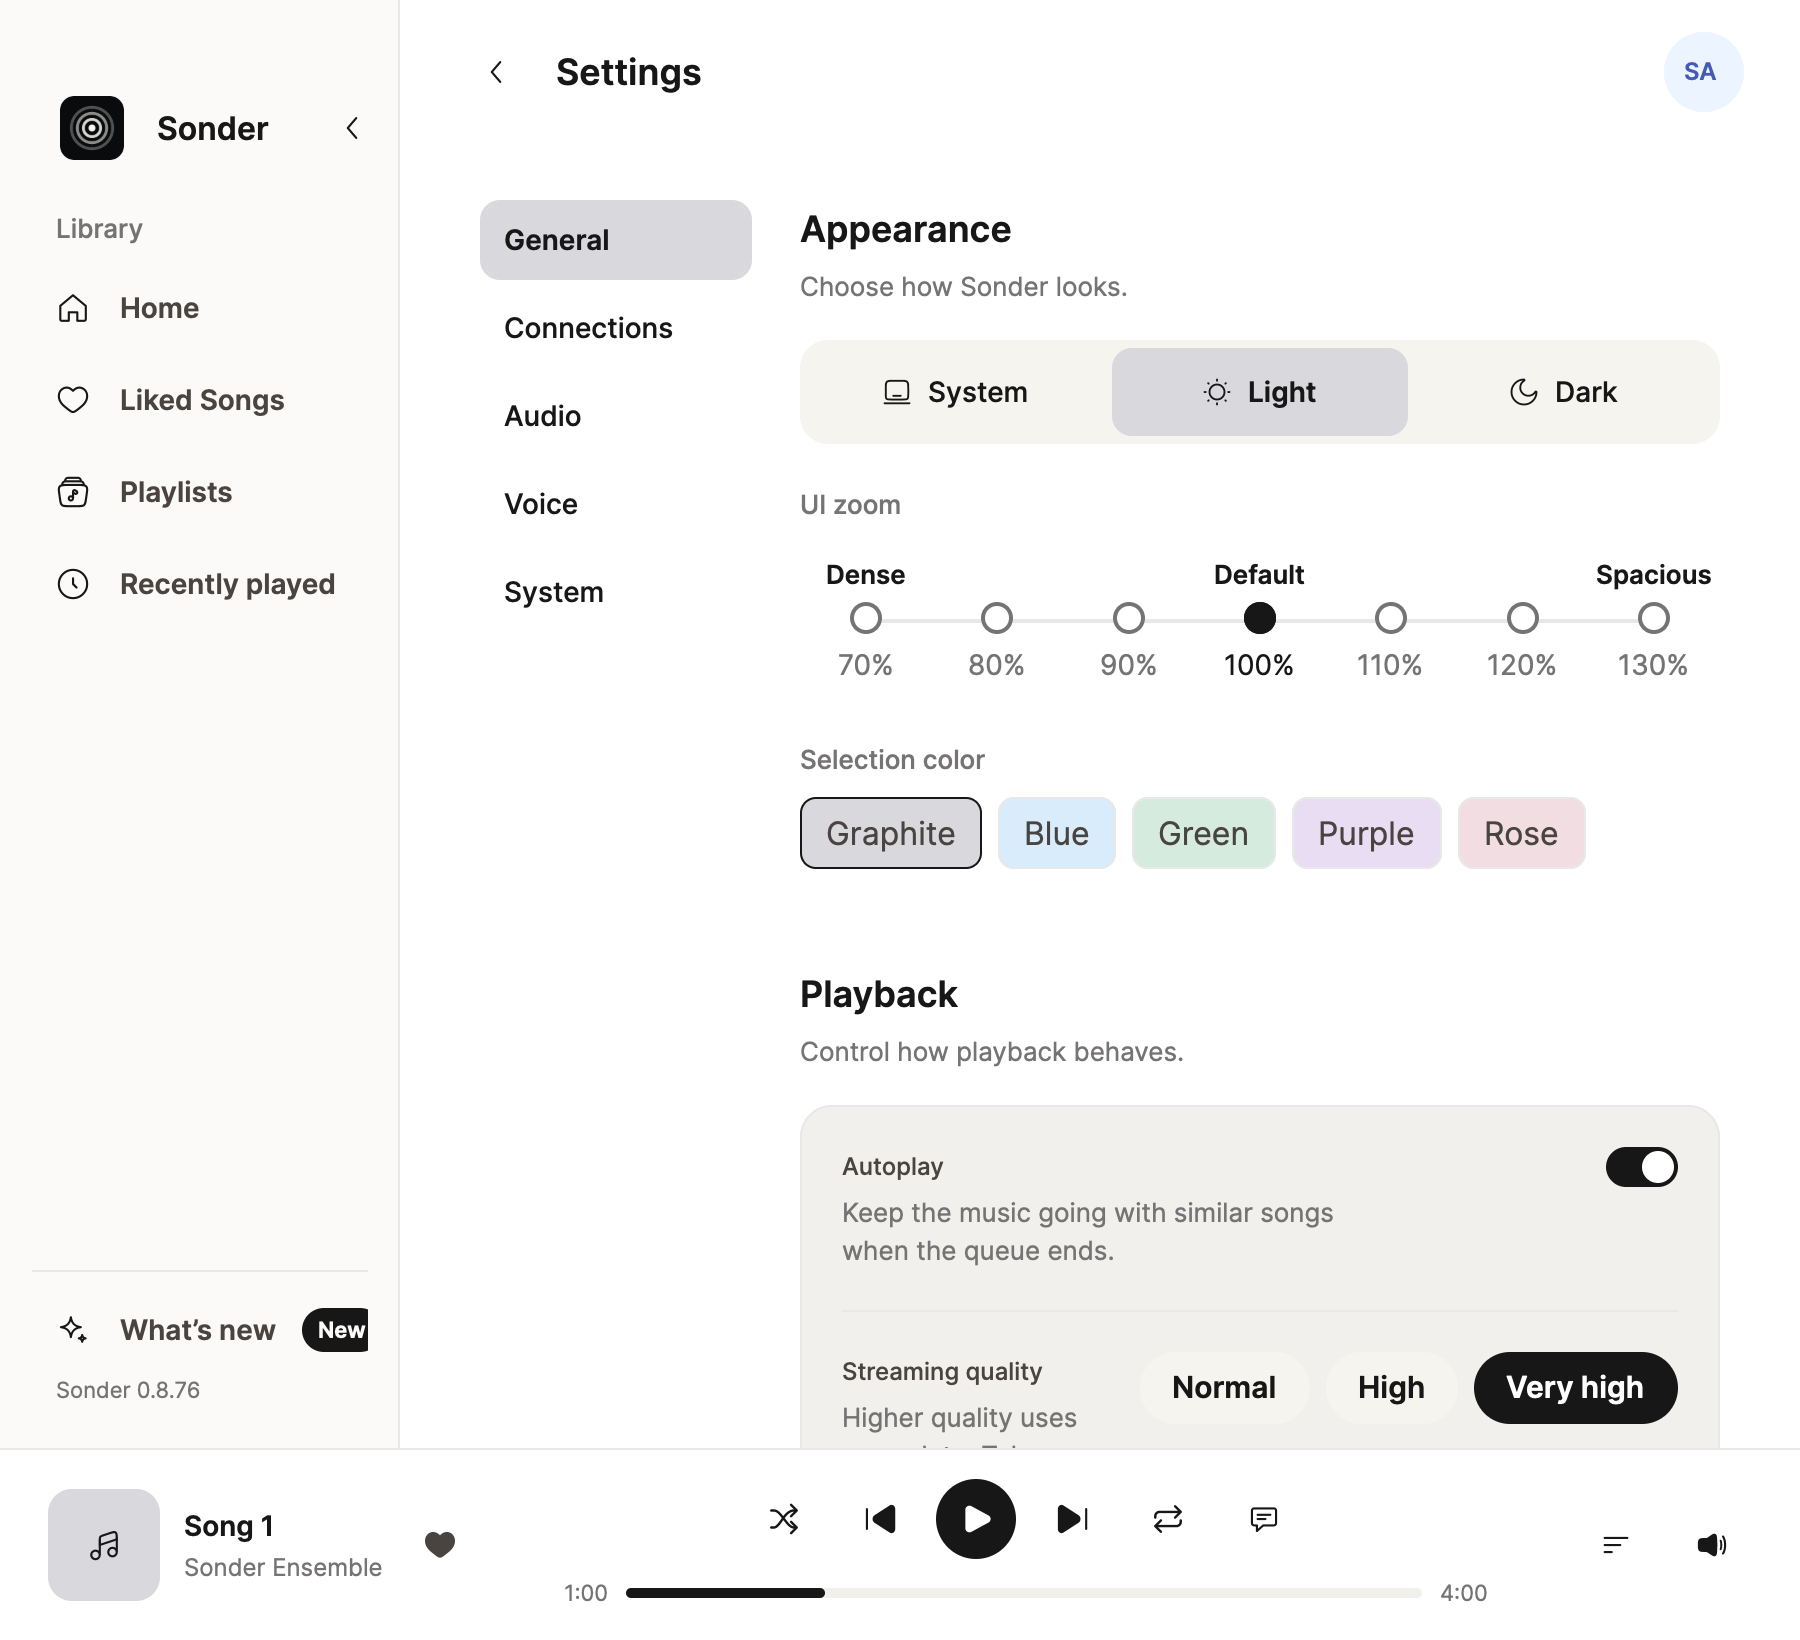 Sonder
Library
Home
Liked Songs
Playlists
Recently played
What’s new
New
Sonder 0.8.76
Settings
SA
General
Connections
Audio
Voice
System
Appearance
Choose how Sonder looks.
System
Light
Dark
UI zoom
Dense
Default
Spacious
70%
80%
90%
100%
110%
120%
130%
Selection color
Graphite
Blue
Green
Purple
Rose
Playback
Control how playback behaves.
Autoplay
Keep the music going with similar songs
when the queue ends.
Streaming quality
Higher quality uses
Normal
High
Very high
Song 1
Sonder Ensemble
1:00
4:00